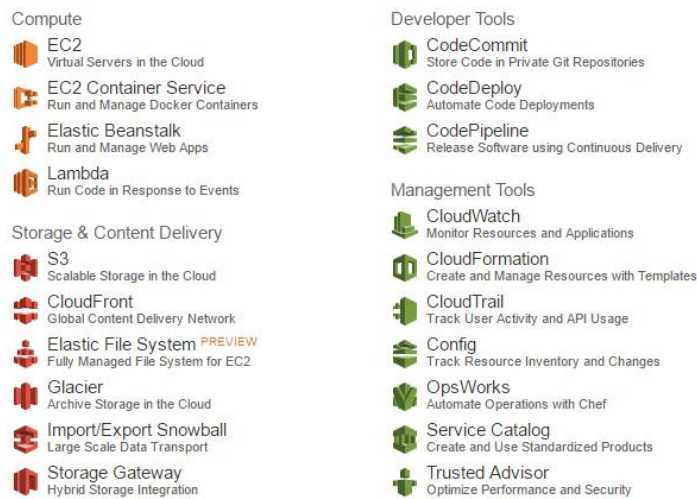 Compute
EC2
Virtual Servers in the Cloud
EC2 Container Service
Run and Manage Docker Containers
Elastic Beanstalk
Run and Manage Web Apps
Lambda
Run Code in Response to Events
Storage & Content Delivery
S3
Scalable Storage in the Cloud
CloudFront
Global Content Delivery Network
Elastic File System PREVIEW
Fully Managed File System for EC2
Glacier
Archive Storage in the Cloud
Import/Export Snowball
Large Scale Data Transport
Storage Gateway
Hybrid Storage Integration
Developer Tools
CodeCommit
Store Code in Private Git Repositories
CodeDeploy
Automate Code Deployments
CodePipeline
Release Software using Continuous Delivery
Management Tools
CloudWatch
Monitor Resources and Applications
CloudFormation
Create and Manage Resources with Templates
CloudTrail
Track User Activity and API Usage
Config
Track Resource Inventory and Changes
OpsWorks
Automate Operations with Chef
Service Catalog
Create and Use Standardized Products
Trusted Advisor
Optimize Performance and Security